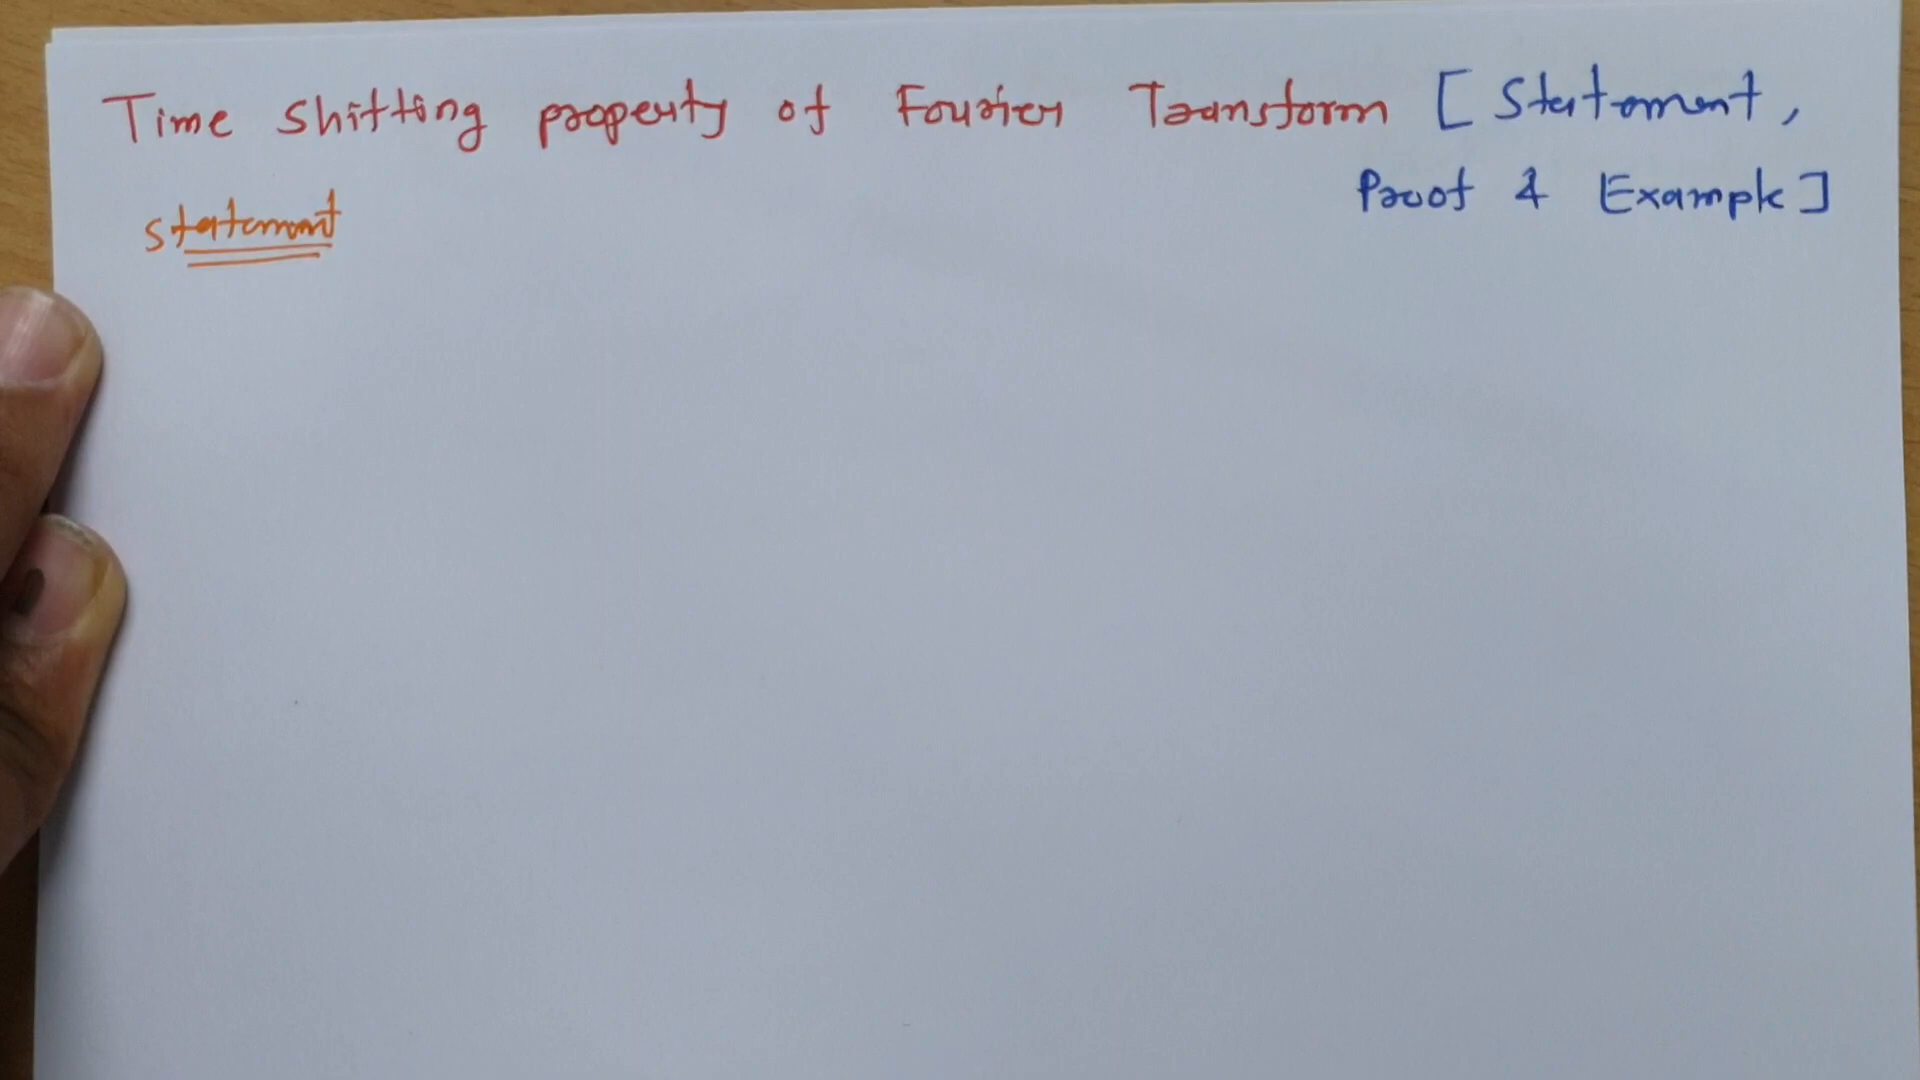 Time Shifting property of Fourier Transform [Statement,
Proof & Example]
statement